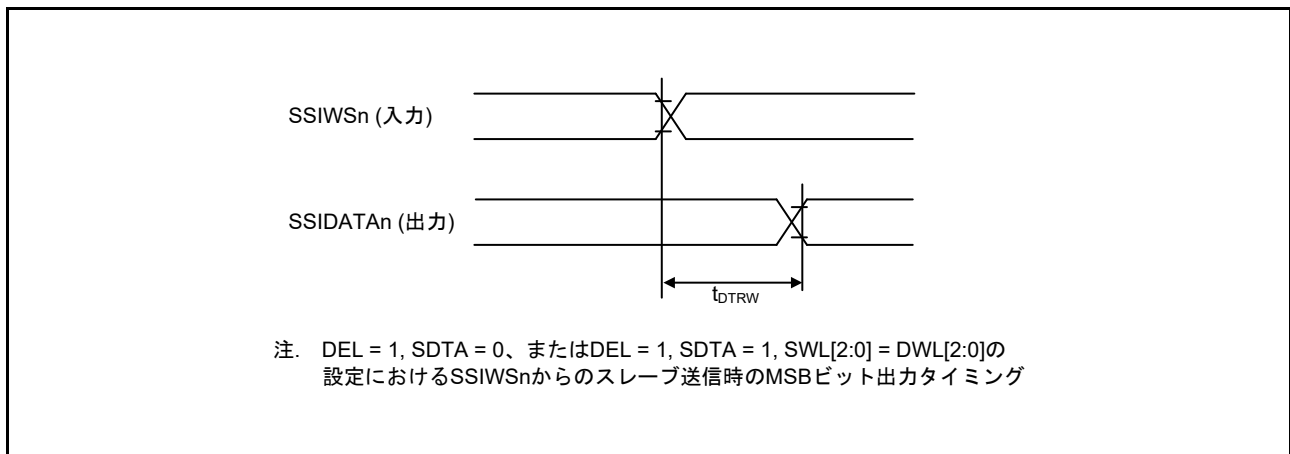 SSIWSn (入力)
SSIDATAn (出力)
tDTRW
注. DEL = 1, SDTA = 0、またはDEL = 1, SDTA = 1, SWL[2:0] = DWL[2:0]の
設定におけるSSIWSnからのスレーブ送信時のMSBビット出力タイミング